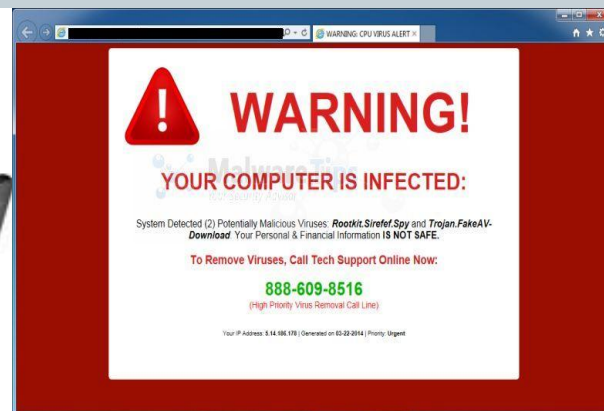 WARNING: CPU VIRUS ALERT
WARNING!
MalwareTips
YOUR COMPUTER IS INFECTED:
System Detected (2) Potentially Malicious Viruses: Rootkit.Sirefef.Spy and Trojan.FakeAV-
Download. Your Personal & Financial Information IS NOT SAFE.
To Remove Viruses, Call Tech Support Online Now:
888-609-8516
(High Priority Virus Removal Call Line)
Your IP Address: 5.14.186.178 | Generated on 03-22-2014 | Priority: Urgent